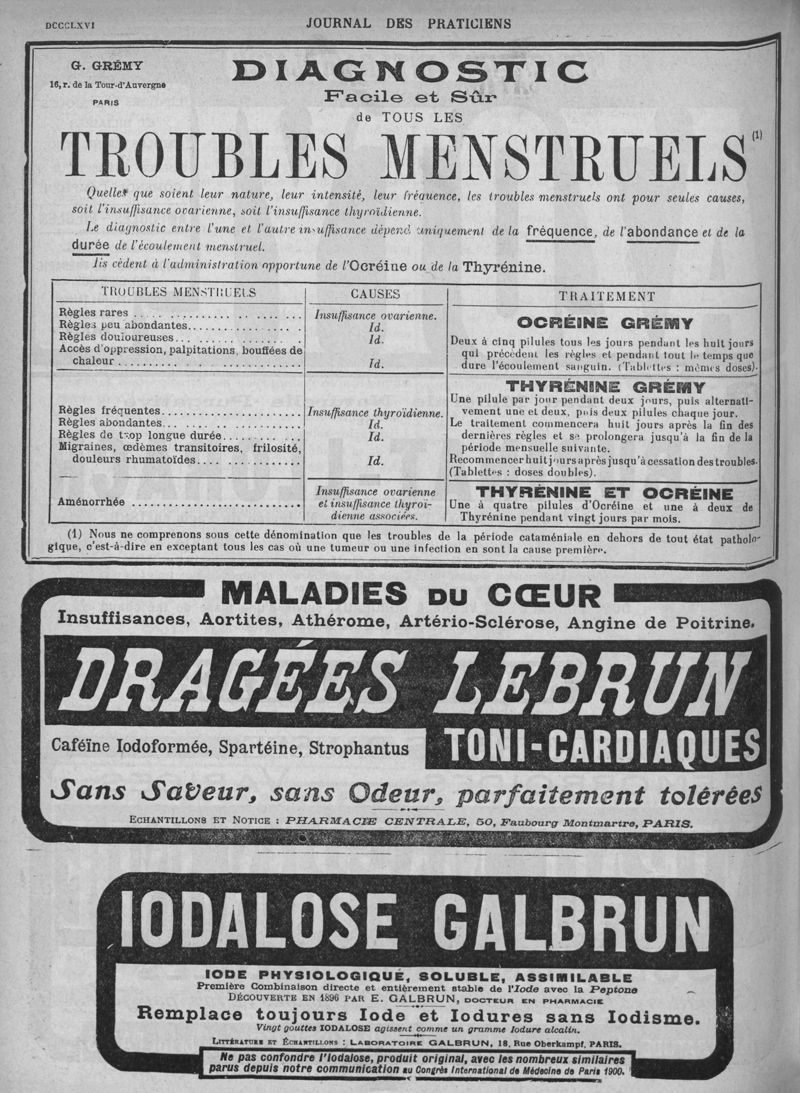 DCCCLXVI
JOURNAL DES PRATICIENS
G. GRÉMY
16, r. de la Tour-d'Auvergne
PARIS
DIAGNOSTIC
Facile et Sûr
de TOUS LES
TROUBLES MENSTRUELS (1)
Quelles que soient leur nature, leur intensité, leur fréquence, les troubles menstruels ont pour seules causes,
soit l'insuffisance ovarienne, soit l'insuffisance thyroïdienne.
Le diagnostic entre l'une et l'autre insuffisance dépend uniquement de la fréquence, de l'abondance et de la
durée de l'écoulement menstruel.
Ils cèdent à l'administration opportune de l'Ocréine ou de la Thyrénine.
TROUBLES MENSTRUELS
CAUSES
TRAITEMENT
Règles rares
Insuffisance ovarienne.
Règles peu abondantes
Id.
Règles douloureuses
Id.
Accès d'oppression, palpitations, bouffées de
chaleur
Id.
OCRÉINE GRÉMY
Deux à cinq pilules tous les jours pendant les huit jours
qui précèdent les règles et pendant tout le temps que
dure l'écoulement sanguin. (Tablettes : mêmes doses).
Règles fréquentes
Insuffisance thyroïdienne.
Règles abondantes
Id.
Règles de trop longue durée
Id.
Migraines, œdèmes transitoires, frilosité,
douleurs rhumatoïdes
Id.
THYRÉNINE GRÉMY
Une pilule par jour pendant deux jours, puis alternati-
vement une et deux, puis deux pilules chaque jour.
Le traitement commencera huit jours après la fin des
dernières règles et se prolongera jusqu'à la fin de la
période mensuelle suivante.
Recommencer huit jours après jusqu'à cessation des troubles.
(Tablettes : doses doubles).
Aménorrhée
Insuffisance ovarienne
et insuffisance thyroï-
dienne associées.
THYRÉNINE ET OCRÉINE
Une à quatre pilules d'Ocréine et une à deux de
Thyrénine pendant vingt jours par mois.
(1) Nous ne comprenons sous cette dénomination que les troubles de la période cataméniale en dehors de tout état patholo-
gique, c'est-à-dire en exceptant tous les cas où une tumeur ou une infection en sont la cause première.
MALADIES DU CŒUR
Insuffisances, Aortites, Athérome, Artério-Sclérose, Angine de Poitrine.
DRAGÉES LEBRUN
Caféïne Iodoformée, Spartéine, Strophantus
TONI-CARDIAQUES
Sans Saveur, sans Odeur, parfaitement tolérées
ECHANTILLONS ET NOTICE : PHARMACIE CENTRALE, 50, Faubourg Montmartre, PARIS.
IODALOSE GALBRUN
IODE PHYSIOLOGIQUE, SOLUBLE, ASSIMILABLE
Première Combinaison directe et entièrement stable de l'Iode avec la Peptone
DÉCOUVERTE EN 1896 PAR E. GALBRUN, DOCTEUR EN PHARMACIE
Remplace toujours Iode et Iodures sans Iodisme.
Vingt gouttes IODALOSE agissent comme un gramme Iodure alcalin.
LITTÉRATURE ET ÉCHANTILLONS : LABORATOIRE GALBRUN, 18, Rue Oberkampf, PARIS.
Ne pas confondre l'Iodalose, produit original, avec les nombreux similaires
parus depuis notre communication au Congrès International de Médecine de Paris 1900.